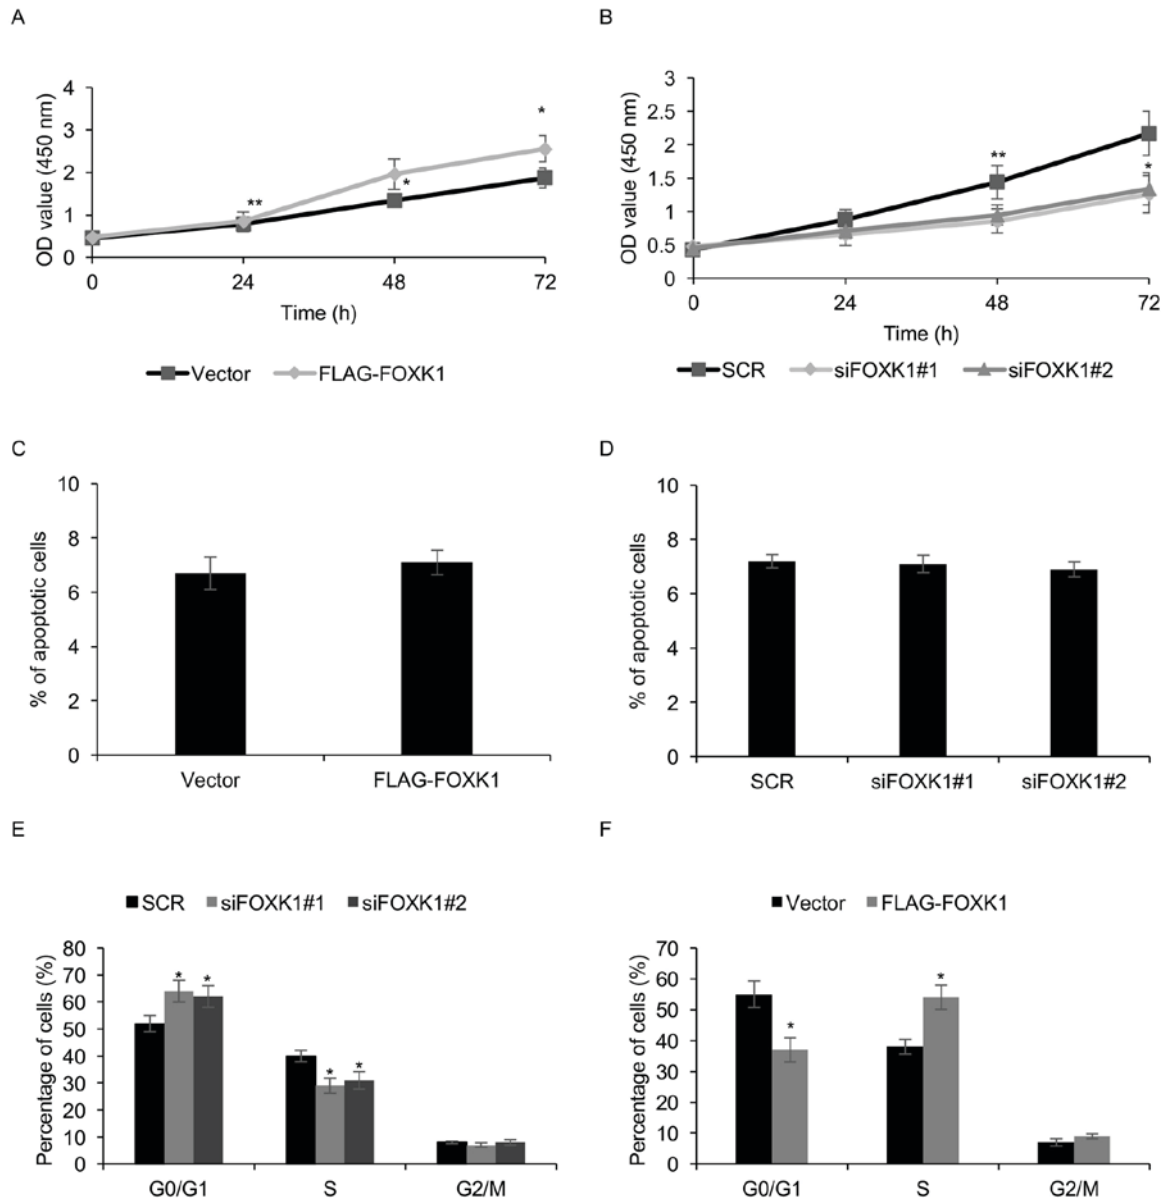 A
OD value (450 nm)
4
3
2
1
0
*
**
*
0 24 48 72
Time (h)
Vector FLAG-FOXK1
B
OD value (450 nm)
3
2.5
2
1.5
1
0.5
0
**
*
0 24 48 72
Time (h)
SCR siFOXK1#1 siFOXK1#2
C
% of apoptotic cells
10
8
6
4
2
0
Vector FLAG-FOXK1
D
% of apoptotic cells
10
8
6
4
2
0
SCR siFOXK1#1 siFOXK1#2
E
SCR siFOXK1#1 siFOXK1#2
Percentage of cells (%)
80
70
60
50
40
30
20
10
0
* *
* *
G0/G1 S G2/M
F
Vector FLAG-FOXK1
Percentage of cells (%)
70
60
50
40
30
20
10
0
*
*
G0/G1 S G2/M